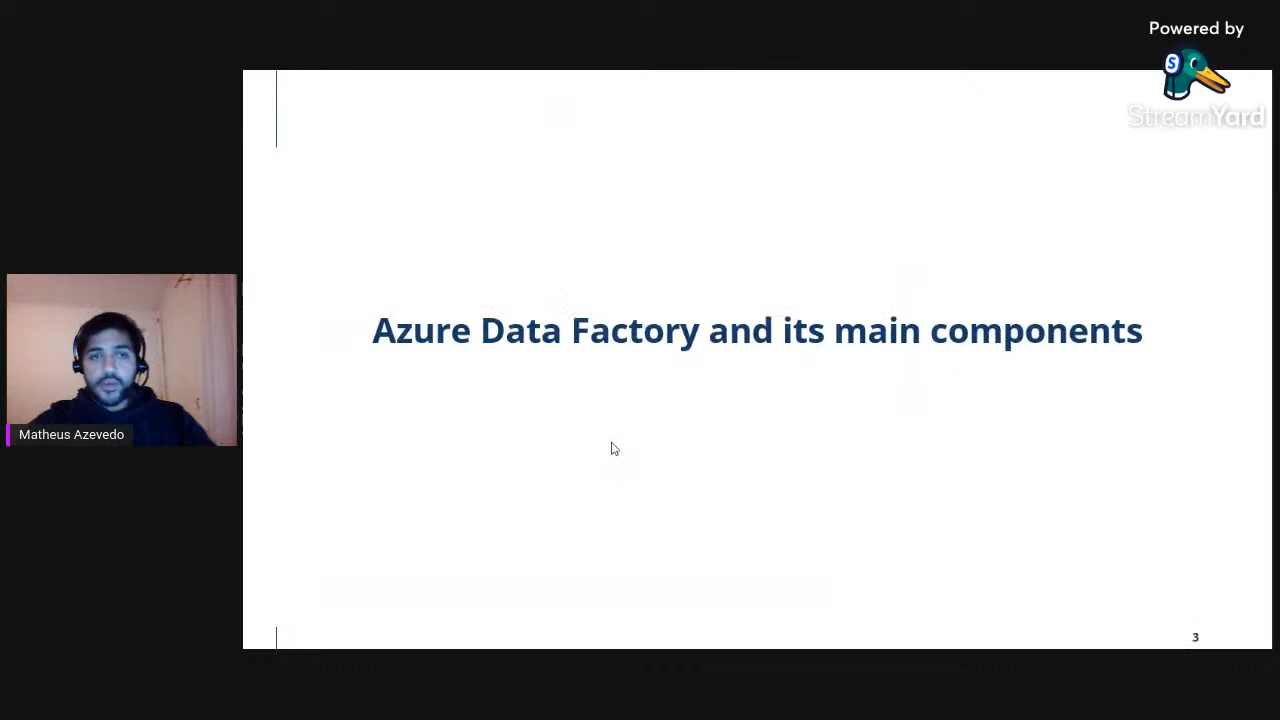 Powered by
S
StreamYard
Azure Data Factory and its main components
Matheus Azevedo
3